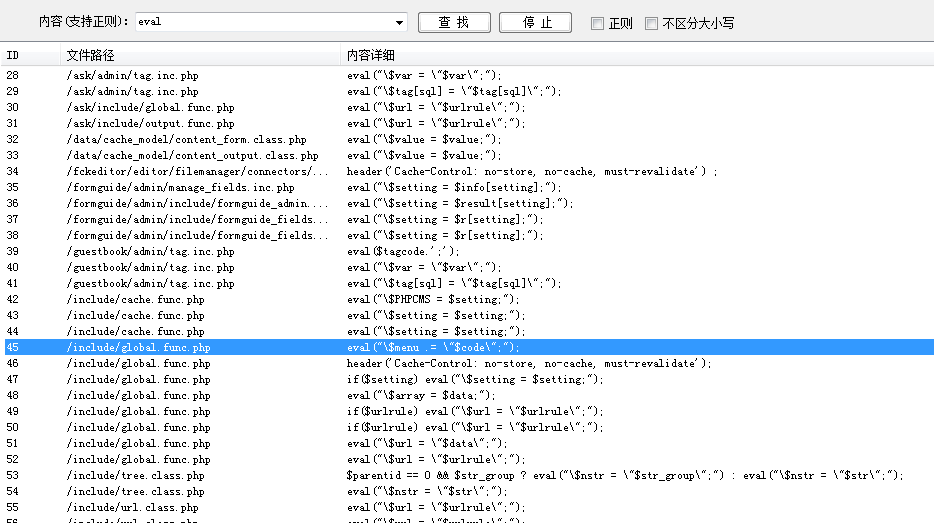 内容(支持正则): eval 查 找 停 止 正则 不区分大小写
ID 文件路径 内容详细
28 /ask/admin/tag.inc.php eval("\$var = \"$var\";");
29 /ask/admin/tag.inc.php eval("\$tag[sql] = \"$tag[sql]\";");
30 /ask/include/global.func.php eval("\$url = \"$urlrule\";");
31 /ask/include/output.func.php eval("\$url = \"$urlrule\";");
32 /data/cache_model/content_form.class.php eval("\$value = $value;");
33 /data/cache_model/content_output.class.php eval("\$value = $value;");
34 /fckeditor/editor/filemanager/connectors/... header('Cache-Control: no-store, no-cache, must-revalidate') ;
35 /formguide/admin/manage_fields.inc.php eval("\$setting = $info[setting];");
36 /formguide/admin/include/formguide_admin.... eval("\$setting = $result[setting];");
37 /formguide/admin/include/formguide_fields... eval("\$setting = $r[setting];");
38 /formguide/admin/include/formguide_fields... eval("\$setting = $r[setting];");
39 /guestbook/admin/tag.inc.php eval($tagcode.';');
40 /guestbook/admin/tag.inc.php eval("\$var = \"$var\";");
41 /guestbook/admin/tag.inc.php eval("\$tag[sql] = \"$tag[sql]\";");
42 /include/cache.func.php eval("\$PHPCMS = $setting;");
43 /include/cache.func.php eval("\$setting = $setting;");
44 /include/cache.func.php eval("\$setting = $setting;");
45 /include/global.func.php eval("\$menu .= \"$code\";");
46 /include/global.func.php header('Cache-Control: no-store, no-cache, must-revalidate');
47 /include/global.func.php if($setting) eval("\$setting = $setting;");
48 /include/global.func.php eval("\$array = $data;");
49 /include/global.func.php if($urlrule) eval("\$url = \"$urlrule\";");
50 /include/global.func.php if($urlrule) eval("\$url = \"$urlrule\";");
51 /include/global.func.php eval("\$url = \"$data\";");
52 /include/global.func.php eval("\$url = \"$urlrule\";");
53 /include/tree.class.php $parentid == 0 && $str_group ? eval("\$nstr = \"$str_group\";") : eval("\$nstr = \"$str\";");
54 /include/tree.class.php eval("\$nstr = \"$str\";");
55 /include/url.class.php eval("\$url = \"$urlrule\";");
56 /include/url.class.php eval("\$url = \"$urlrule\";");